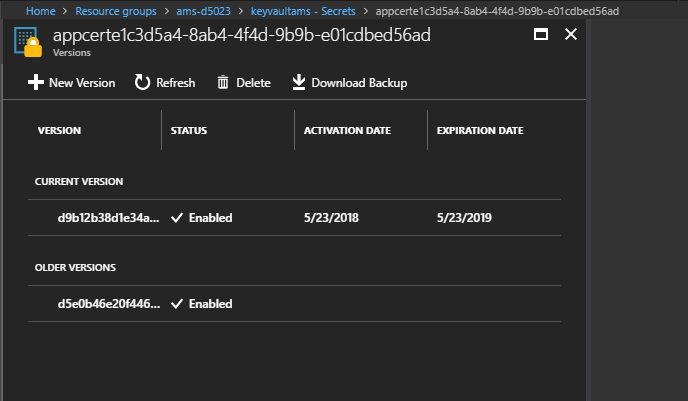 Home > Resource groups > ams-d5023 > keyvaultams - Secrets > appcerte1c3d5a4-8ab4-4f4d-9b9b-e01cdbed56ad
appcerte1c3d5a4-8ab4-4f4d-9b9b-e01cdbed56ad
Versions
New Version Refresh Delete Download Backup
VERSION STATUS ACTIVATION DATE EXPIRATION DATE
CURRENT VERSION
d9b12b38d1e34a... Enabled 5/23/2018 5/23/2019
OLDER VERSIONS
d5e0b46e20f446... Enabled